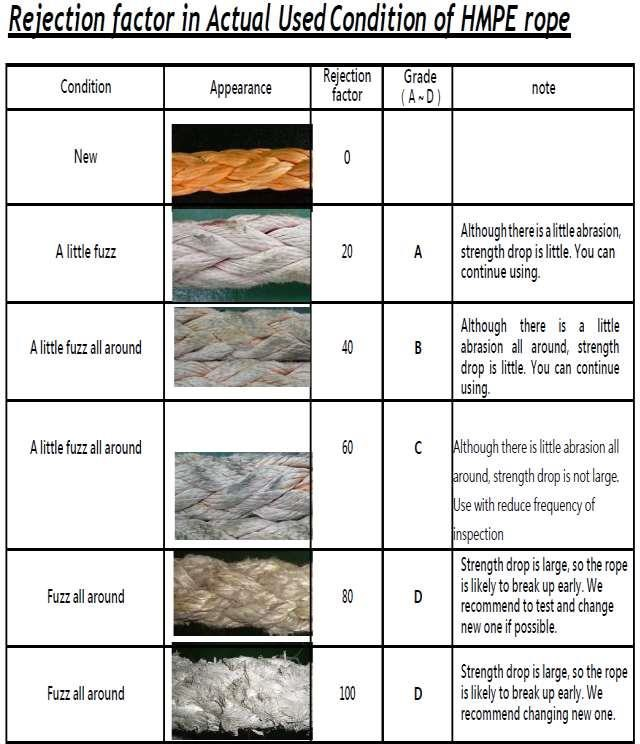 Rejection factor in Actual Used Condition of HMPE rope
Condition
Appearance
Rejection
factor
Grade
( A ~ D )
note
New
0
A little fuzz
20
A
Although there is a little abrasion,
strength drop is little. You can
continue using.
A little fuzz all around
40
B
Although there is a little
abrasion all around, strength
drop is little. You can continue
using.
A little fuzz all around
60
C
Although there is little abrasion all
around, strength drop is not large.
Use with reduce frequency of
inspection
Fuzz all around
80
D
Strength drop is large, so the rope
is likely to break up early. We
recommend to test and change
new one if possible.
Fuzz all around
100
D
Strength drop is large, so the rope
is likely to break up early. We
recommend changing new one.